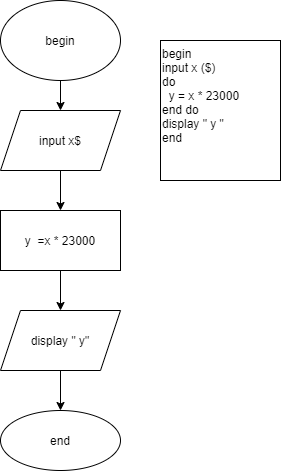 begin
input x$
y  =x * 23000
display " y"
end
begin
input x ($)
do
  y = x * 23000
end do
display " y "
end